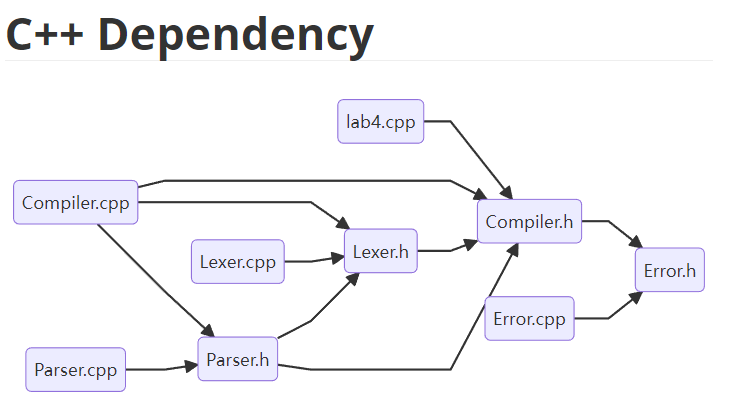 C++ Dependency
lab4.cpp
Compiler.cpp
Compiler.h
Lexer.cpp
Lexer.h
Error.h
Error.cpp
Parser.cpp
Parser.h